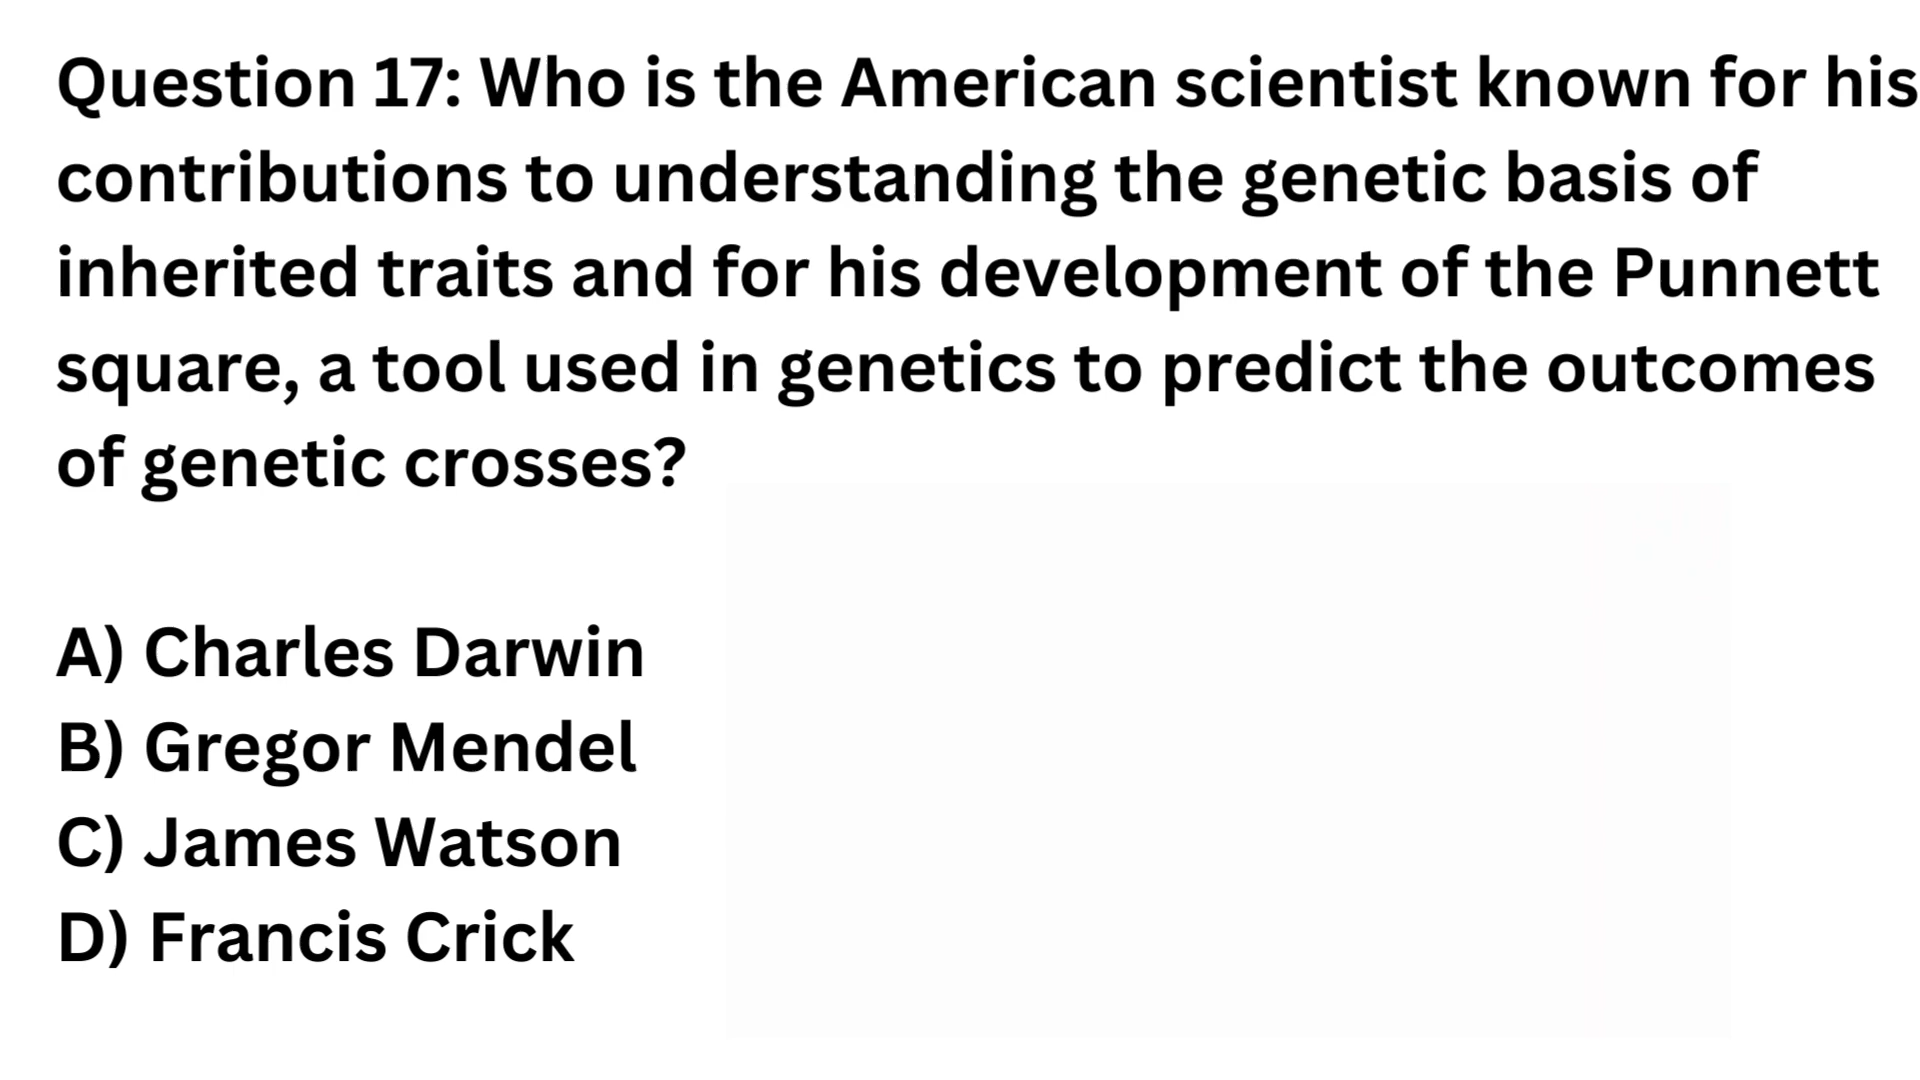 Question 17: Who is the American scientist known for his
contributions to understanding the genetic basis of
inherited traits and for his development of the Punnett
square, a tool used in genetics to predict the outcomes
of genetic crosses?
A) Charles Darwin
B) Gregor Mendel
C) James Watson
D) Francis Crick